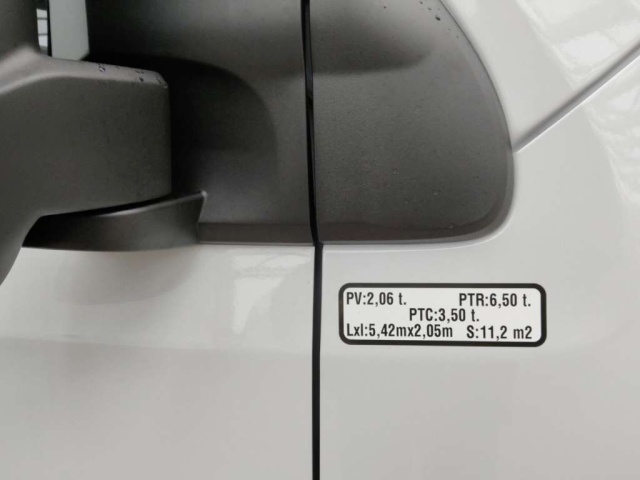 PV:2,06 t. PTR:6,50 t.
PTC:3,50 t.
Lxl:5,42mx2,05m S:11,2 m2